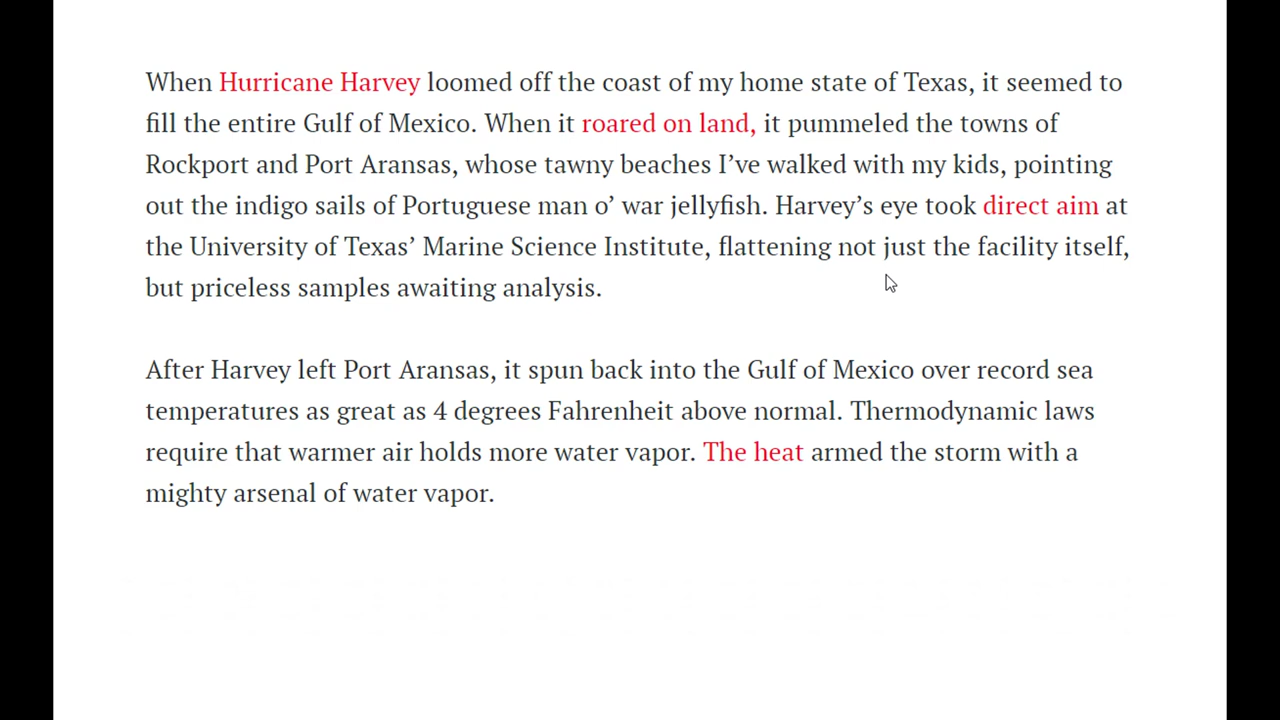 When Hurricane Harvey loomed off the coast of my home state of Texas, it seemed to
fill the entire Gulf of Mexico. When it roared on land, it pummeled the towns of
Rockport and Port Aransas, whose tawny beaches I’ve walked with my kids, pointing
out the indigo sails of Portuguese man o’ war jellyfish. Harvey’s eye took direct aim at
the University of Texas’ Marine Science Institute, flattening not just the facility itself,
but priceless samples awaiting analysis.
After Harvey left Port Aransas, it spun back into the Gulf of Mexico over record sea
temperatures as great as 4 degrees Fahrenheit above normal. Thermodynamic laws
require that warmer air holds more water vapor. The heat armed the storm with a
mighty arsenal of water vapor.